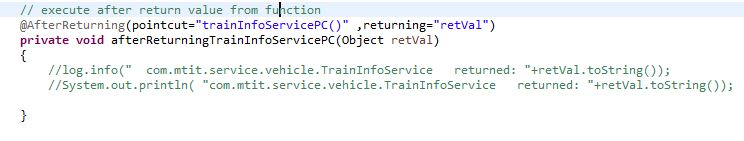 // execute after return value from function
@AfterReturning(pointcut="trainInfoServicePC()" ,returning="retVal")
private void afterReturningTrainInfoServicePC(Object retVal)
{
//log.info("  com.mtit.service.vehicle.TrainInfoService   returned: "+retVal.toString());
//System.out.println( "com.mtit.service.vehicle.TrainInfoService   returned: "+retVal.toString());
}